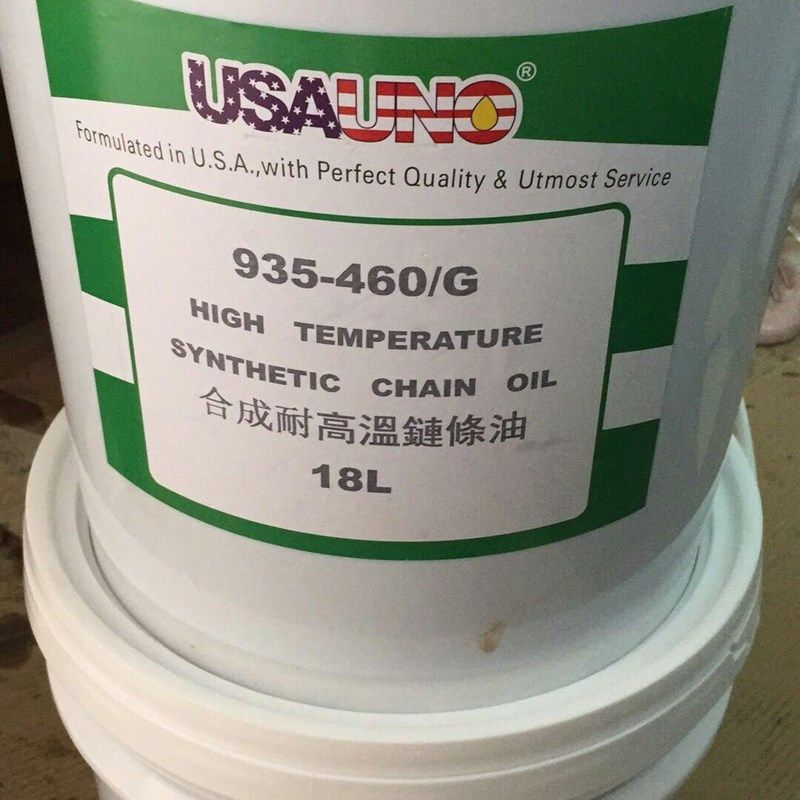 USAUNO®
Formulated in U.S.A.,with Perfect Quality & Utmost Service
935-460/G
HIGH TEMPERATURE
SYNTHETIC CHAIN OIL
合成耐高溫鏈條油
18L